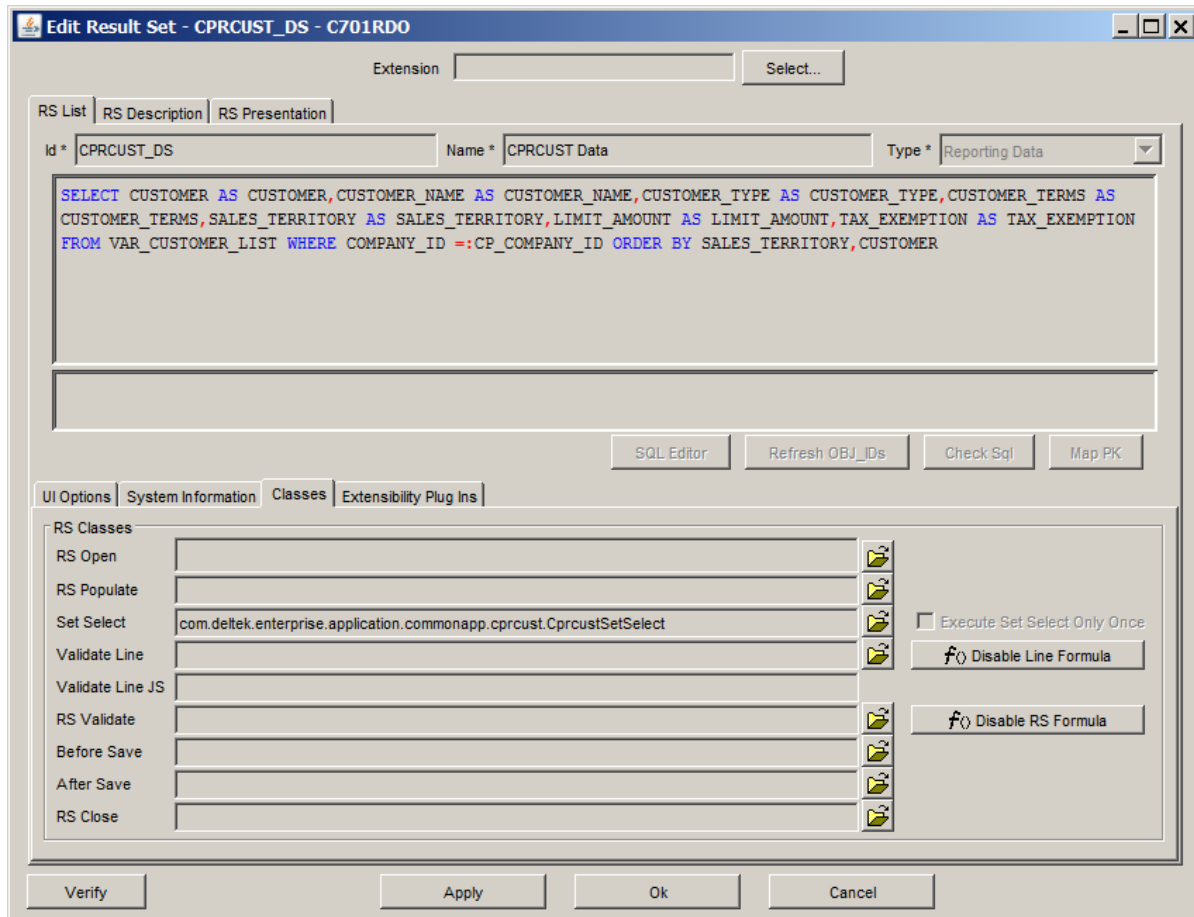 Edit Result Set - CPRCUST_DS - C701RDO
Extension Select...
RS List RS Description RS Presentation
Id * CPRCUST_DS Name * CPRCUST Data Type * Reporting Data
SELECT CUSTOMER AS CUSTOMER,CUSTOMER_NAME AS CUSTOMER_NAME,CUSTOMER_TYPE AS CUSTOMER_TYPE,CUSTOMER_TERMS AS
CUSTOMER_TERMS,SALES_TERRITORY AS SALES_TERRITORY,LIMIT_AMOUNT AS LIMIT_AMOUNT,TAX_EXEMPTION AS TAX_EXEMPTION
FROM VAR_CUSTOMER_LIST WHERE COMPANY_ID =:CP_COMPANY_ID ORDER BY SALES_TERRITORY,CUSTOMER
SQL Editor Refresh OBJ_IDs Check Sql Map PK
UI Options System Information Classes Extensibility Plug Ins
RS Classes
RS Open
RS Populate
Set Select com.deltek.enterprise.application.commonapp.cprcust.CprcustSetSelect Execute Set Select Only Once
Validate Line f() Disable Line Formula
Validate Line JS
RS Validate f() Disable RS Formula
Before Save
After Save
RS Close
Verify Apply Ok Cancel